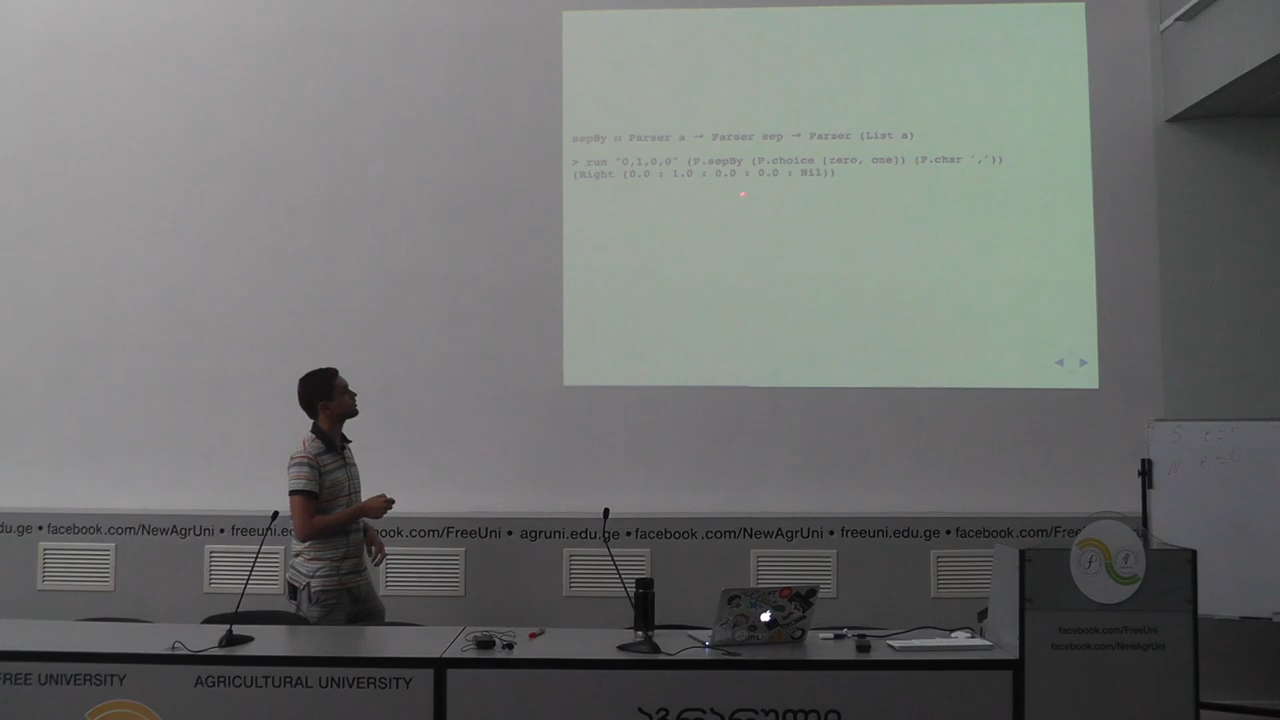 sepBy :: Parser a → Parser sep → Parser (List a)
> run "0,1,0,0" (P.sepBy (P.choice [zero, one]) (P.char ','))
(Right (0.0 : 1.0 : 0.0 : 0.0 : Nil))
du.ge • facebook.com/NewAgrUni • freeuni.edu
facebook.com/FreeUni • agruni.edu.ge • facebook.com/NewAgrUni • freeuni.edu.ge • facebook.com/Free
facebook.com/FreeUni
facebook.com/NewAgrUni
FREE UNIVERSITY
AGRICULTURAL UNIVERSITY